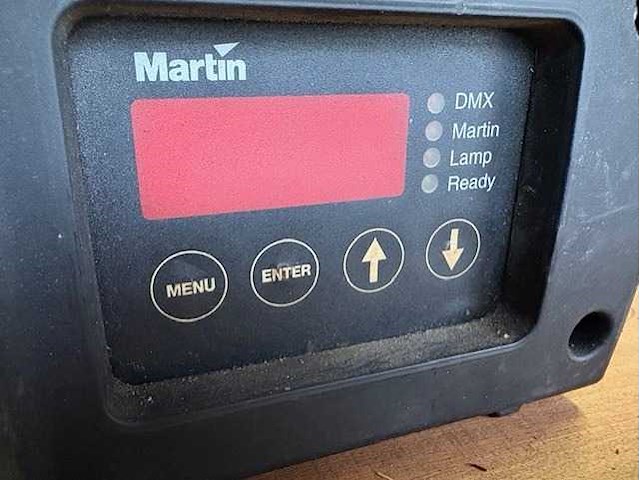 Martin
DMX
Martin
Lamp
Ready
MENU
ENTER